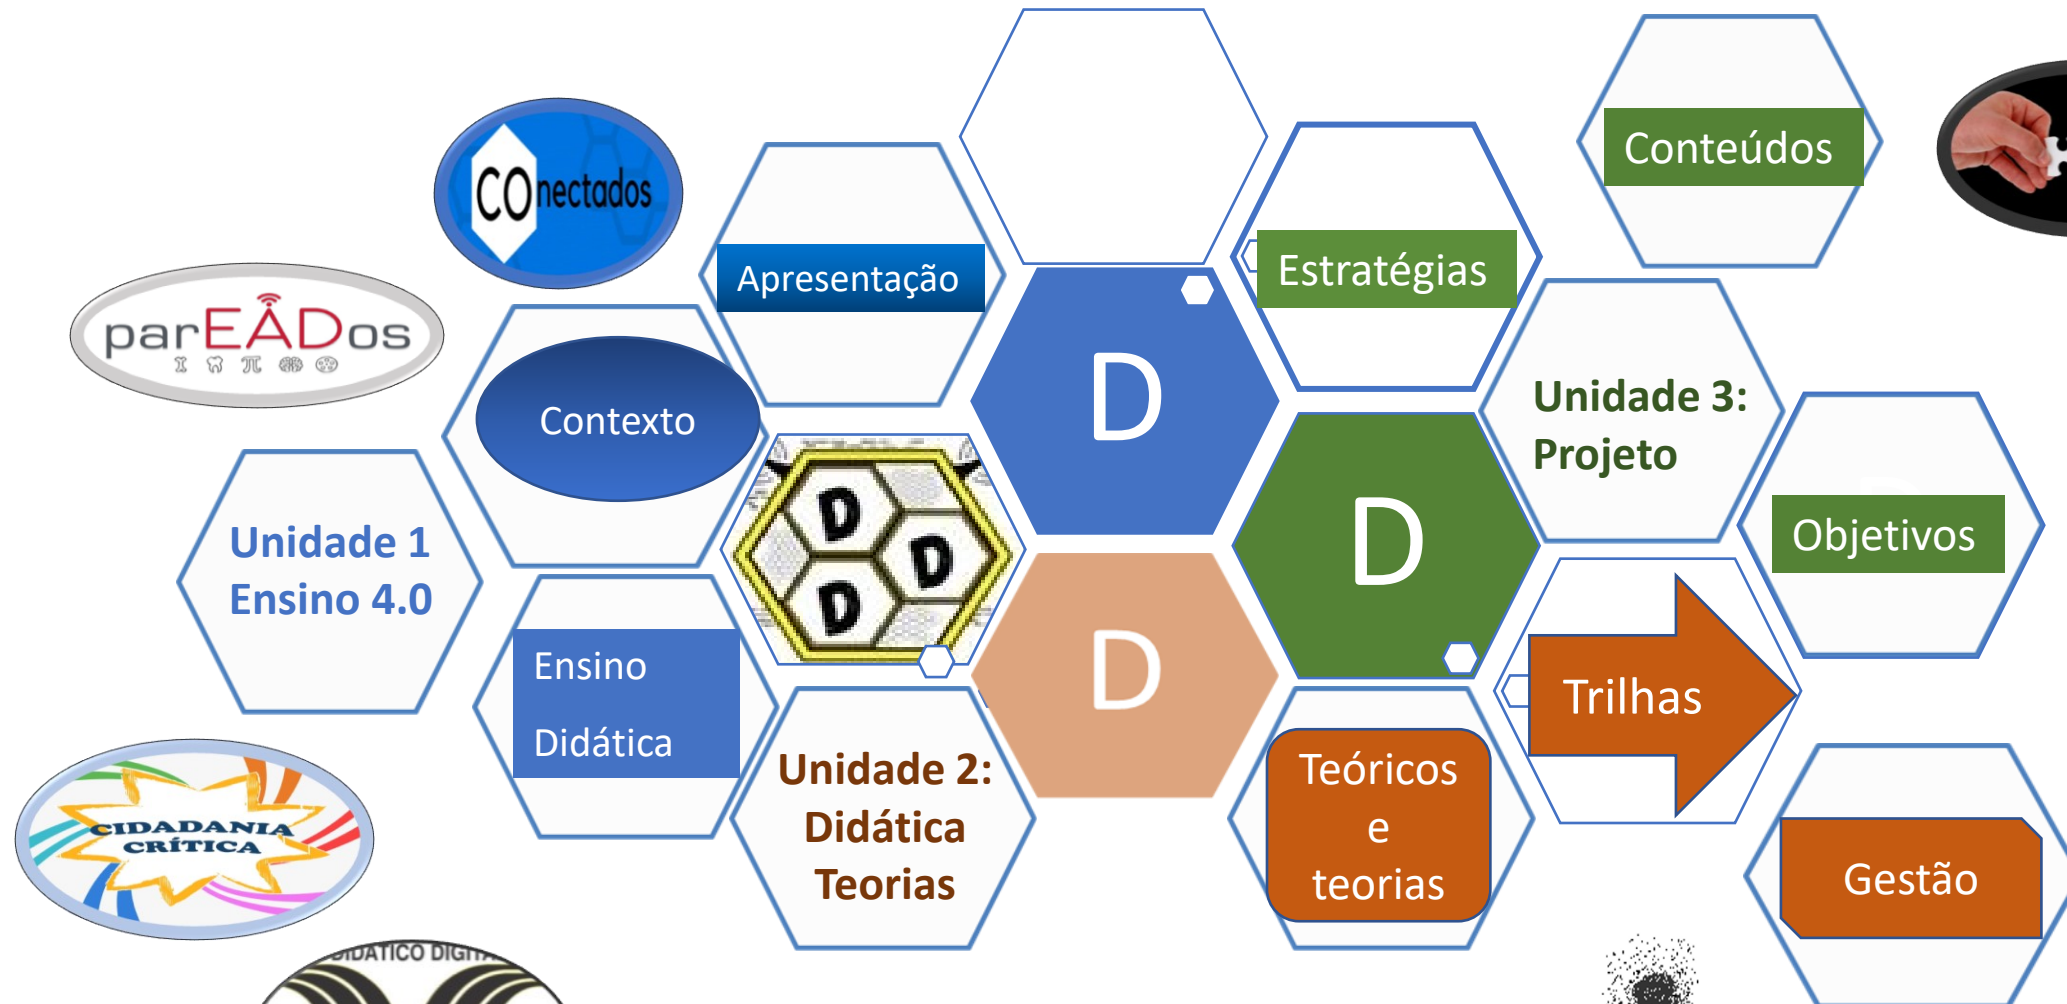 Conteúdos
COnectados
Apresentação
Estratégias
parEADos
Contexto
D
Unidade 3:
Projeto
Unidade 1
Ensino 4.0
D
D
D
D
Objetivos
Ensino
Didática
D
Trilhas
Unidade 2:
Didática
Teorias
Teóricos
e
teorias
CIDADANIA
CRÍTICA
Gestão
DIDATICO